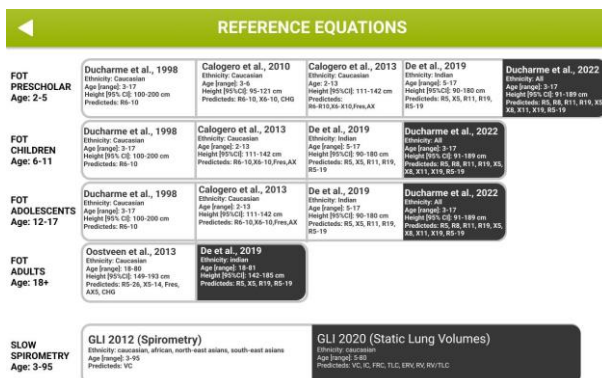 REFERENCE EQUATIONS
FOT
PRESCHOLAR
Age: 2-5
Ducharme et al., 1998
Ethnicity: Caucasian
Age [range]: 3-17
Height [95% CI]: 100-200 cm
Predicteds: R6-10
Calogero et al., 2010
Ethnicity: Caucasian
Age [range]: 3-6
Height [95%CI]: 95-121 cm
Predicteds: R6-10, X6-10, CHG
Calogero et al., 2013
Ethnicity: Caucasian
Age: 2-13
Height [95%CI]: 111-142 cm
Predicteds:
R6-R10,X6-X10,Fres,AX
De et al., 2019
Ethnicity: Indian
Age [range]: 5-17
Height [95%CI]: 90-180 cm
Predicteds: R5, X5, R11, R19,
R5-19
Ducharme et al., 2022
Ethnicity: All
Age [range]: 3-17
Height [95%CI]: 91-189 cm
Predicteds: R5, R8, R11, R19, X5,
X8, X11, X19, R5-19
FOT
CHILDREN
Age: 6-11
Ducharme et al., 1998
Ethnicity: Caucasian
Age [range]: 3-17
Height [95% CI]: 100-200 cm
Predicteds: R6-10
Calogero et al., 2013
Ethnicity: Caucasian
Age [range]: 2-13
Height [95%CI]: 111-142 cm
Predicteds: R6-10,X6-10,Fres,AX
De et al., 2019
Ethnicity: Indian
Age [range]: 5-17
Height [95%CI]: 90-180 cm
Predicteds: R5, X5, R11, R19,
R5-19
Ducharme et al., 2022
Ethnicity: All
Age [range]: 3-17
Height [95%CI]: 91-189 cm
Predicteds: R5, R8, R11, R19, X5,
X8, X11, X19, R5-19
FOT
ADOLESCENTS
Age: 12-17
Ducharme et al., 1998
Ethnicity: Caucasian
Age [range]: 3-17
Height [95% CI]: 100-200 cm
Predicteds: R6-10
Calogero et al., 2013
Ethnicity: Caucasian
Age [range]: 2-13
Height [95%CI]: 111-142 cm
Predicteds: R6-10,X6-10,Fres,AX
De et al., 2019
Ethnicity: Indian
Age [range]: 5-17
Height [95%CI]: 90-180 cm
Predicteds: R5, X5, R11, R19,
R5-19
Ducharme et al., 2022
Ethnicity: All
Age [range]: 3-17
Height [95%CI]: 91-189 cm
Predicteds: R5, R8, R11, R19, X5,
X8, X11, X19, R5-19
FOT
ADULTS
Age: 18+
Oostveen et al., 2013
Ethnicity: Caucasian
Age [range]: 18-80
Height [95%CI]: 149-193 cm
Predicteds: R5-26, X5-14, Fres,
AX5, CHG
De et al., 2019
Ethnicity: indian
Age [range]: 18-81
Height [95%CI]: 142-185 cm
Predicteds: R5, X5, R19, R5-19
SLOW
SPIROMETRY
Age: 3-95
GLI 2012 (Spirometry)
Ethnicity: caucasian, african, north-east asians, south-east asians
Age [range]: 3-95
Predicteds: VC
GLI 2020 (Static Lung Volumes)
Ethnicity: caucasian
Age [range]: 5-80
Predicteds: VC, IC, FRC, TLC, ERV, RV, RV/TLC